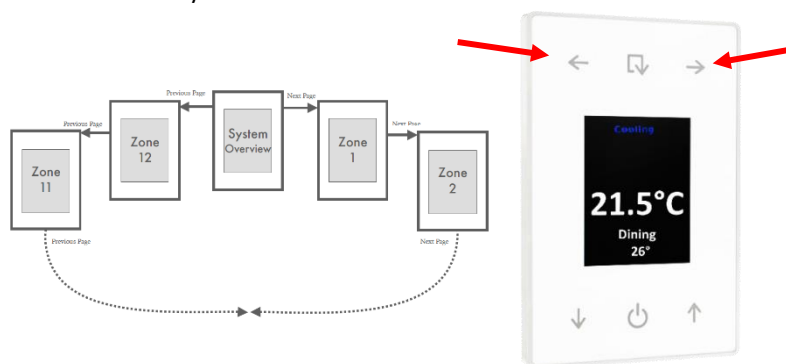 Previous Page
Next Page
Previous Page
Next Page
System
Overview
Zone
12
Zone
1
Zone
11
Zone
2
Previous Page
Next Page
Cooling
21.5°C
Dining
26°